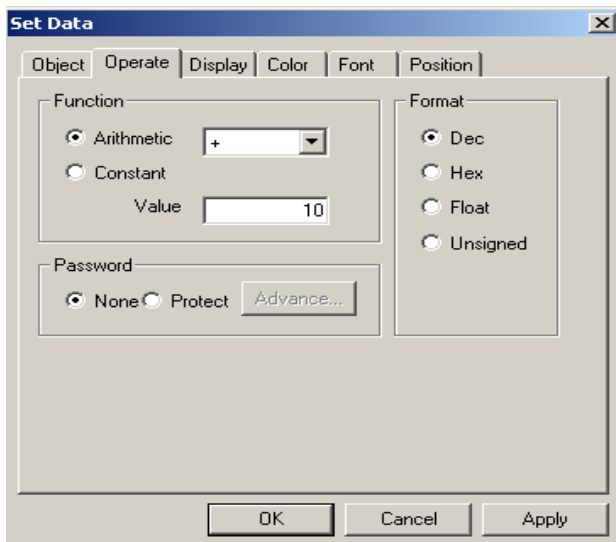 Set Data
Object Operate Display Color Font Position
Function
Arithmetic +
Constant
Value 10
Password
None Protect Advance...
Format
Dec
Hex
Float
Unsigned
OK Cancel Apply